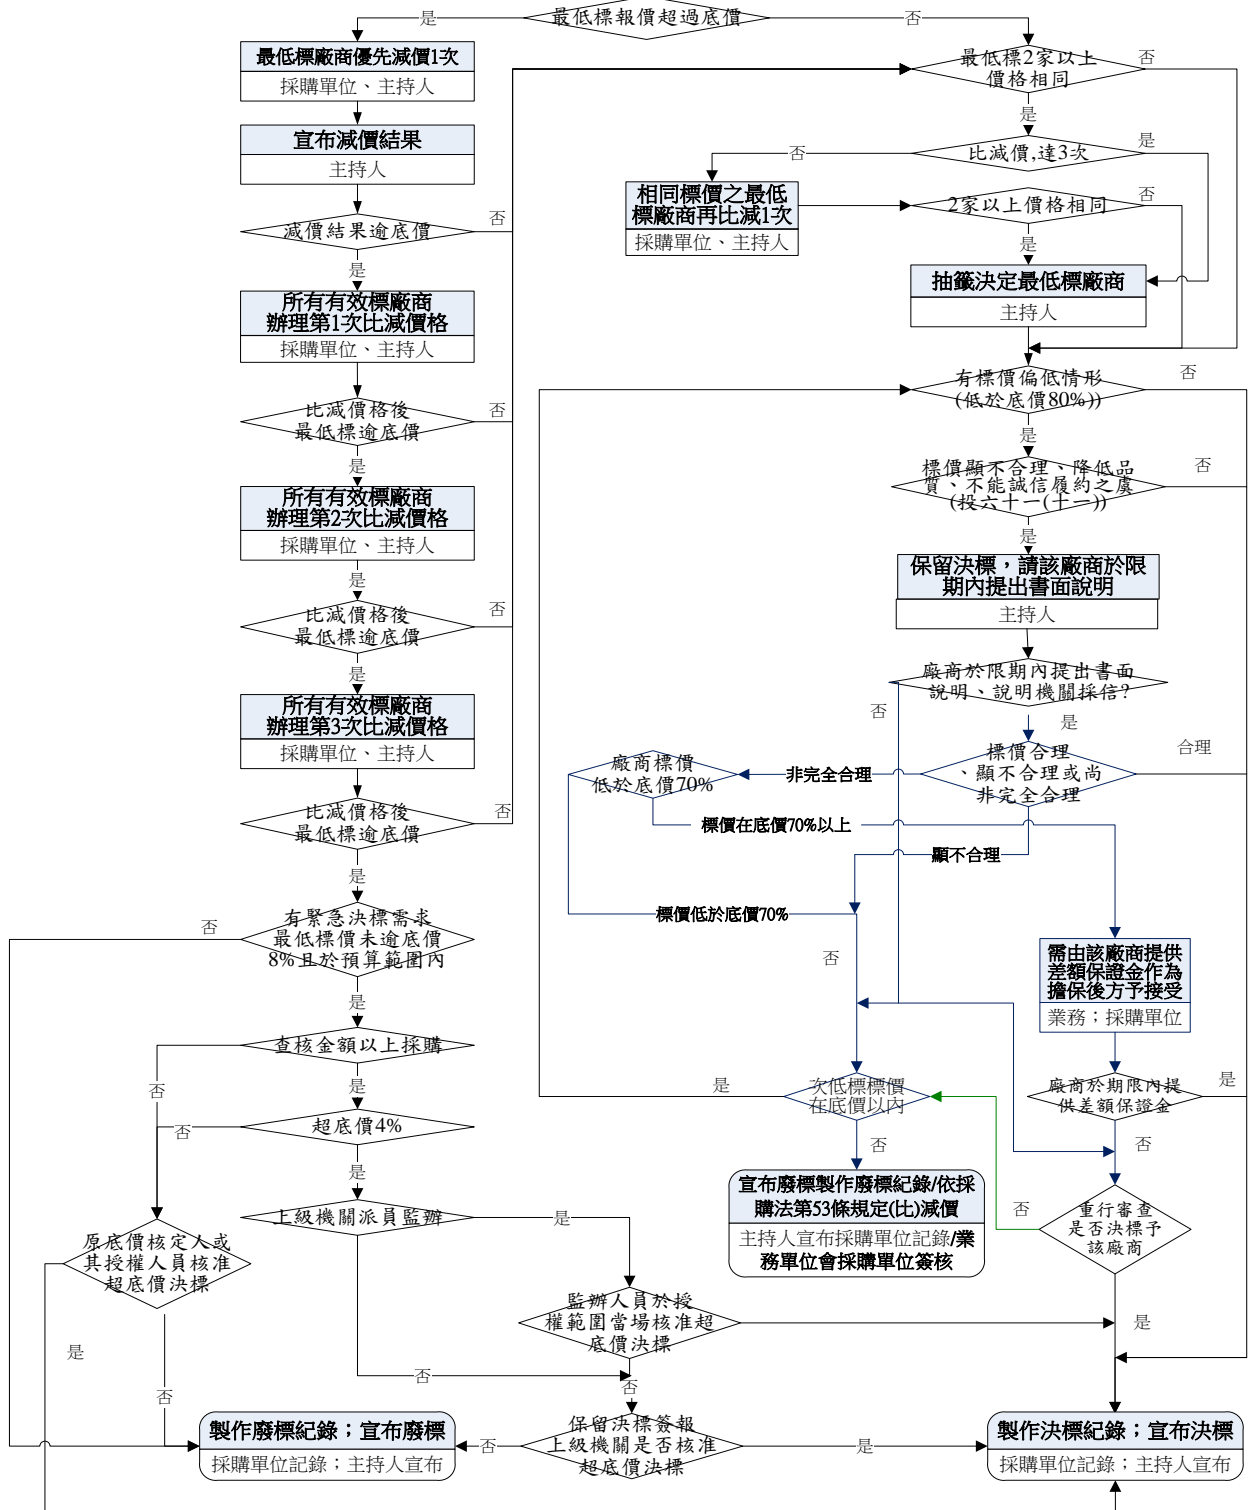 最低標報價超過底價
是
否
最低標廠商優先減價1次
採購單位、主持人
宣布減價結果
主持人
減價結果逾底價
否
是
所有有效標廠商
辦理第1次比減價格
採購單位、主持人
比減價格後
最低標逾底價
否
是
所有有效標廠商
辦理第2次比減價格
採購單位、主持人
是
比減價格後
最低標逾底價
否
是
所有有效標廠商
辦理第3次比減價格
採購單位、主持人
比減價格後
最低標逾底價
否
是
有緊急決標需求
最低標價未逾底價
8%且於預算範圍內
否
是
查核金額以上採購
否
是
超底價4%
否
是
上級機關派員監辦
是
否
原底價核定人或
其授權人員核准
超底價決標
是
否
監辦人員於授
權範圍當場核准超
底價決標
是
否
保留決標簽報
上級機關是否核准
超底價決標
否
是
製作廢標紀錄；宣布廢標
採購單位記錄；主持人宣布
最低標2家以上
價格相同
否
是
比減價,達3次
否
是
相同標價之最低
標廠商再比減1次
採購單位、主持人
2家以上價格相同
否
是
抽籤決定最低標廠商
主持人
有標價偏低情形
(低於底價80%))
否
是
標價顯不合理、降低品
質、不能誠信履約之虞
(投六十一(十一))
否
是
保留決標，請該廠商於限
期內提出書面說明
主持人
廠商於限期內提出書面
說明、說明機關採信?
否
是
標價合理
、顯不合理或尚
非完全合理
合理
非完全合理
顯不合理
廠商標價
低於底價70%
標價在底價70%以上
標價低於底價70%
否
需由該廠商提供
差額保證金作為
擔保後方予接受
業務；採購單位
廠商於期限內提
供差額保證金
是
否
次低標標價
在底價以內
是
否
宣布廢標製作廢標紀錄/依採
購法第53條規定(比)減價
主持人宣布採購單位記錄/業
務單位會採購單位簽核
重行審查
是否決標予
該廠商
否
是
製作決標紀錄；宣布決標
採購單位記錄；主持人宣布